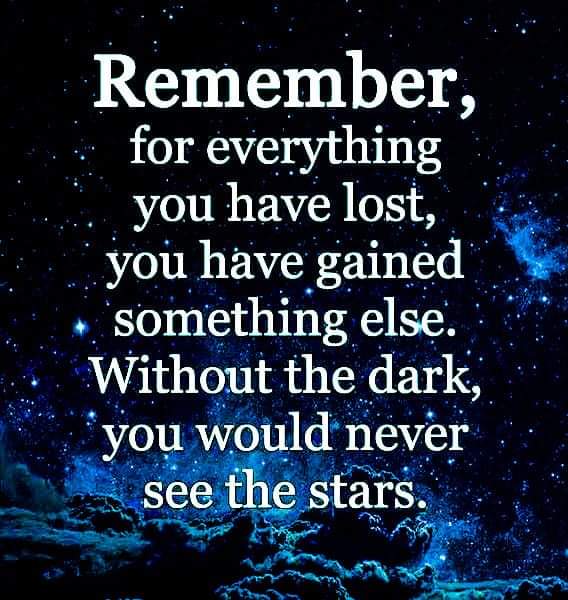 Remember,
for everything
you have lost,
you have gained
something else.
Without the dark,
you would never
see the stars.